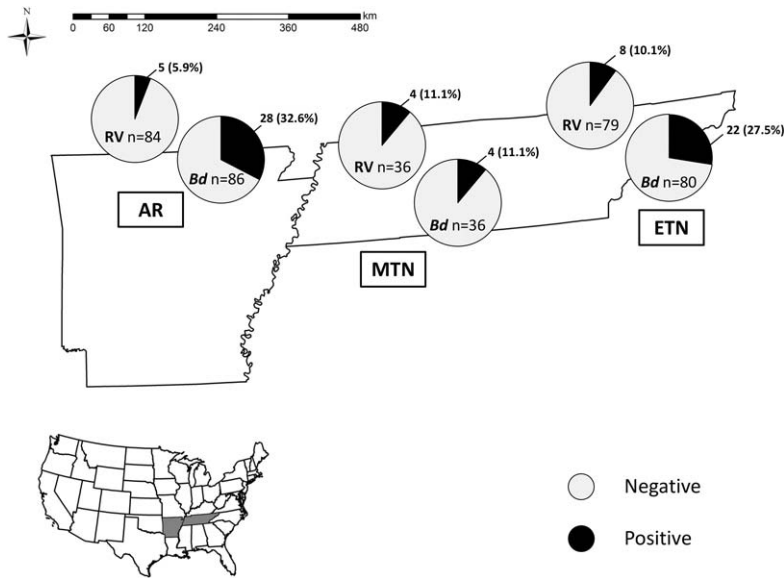 km
0 60 120 240 360 480
N
5 (5.9%)
RV n=84
28 (32.6%)
Bd n=86
AR
4 (11.1%)
RV n=36
4 (11.1%)
Bd n=36
MTN
8 (10.1%)
RV n=79
22 (27.5%)
Bd n=80
ETN
Negative
Positive